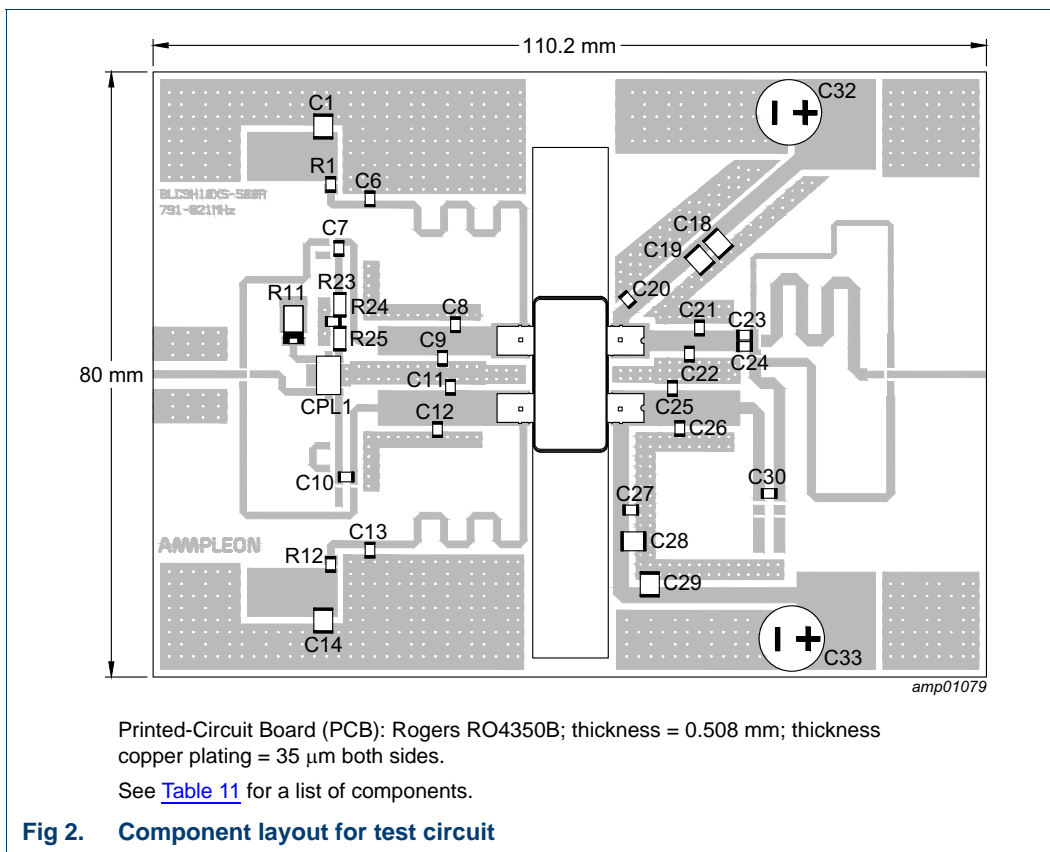 110.2 mm
C32
C1
R1
C6
BLC9H10XS-500A
791-821MHz
C7
C18
C19
R23
C20
R11
R24
C8
C21
C23
R25
C9
C24
80 mm
C11
C22
CPL1
C25
C12
C26
C10
C30
C27
C13
C28
AMPLEON
R12
C29
C14
C33
amp01079
Printed-Circuit Board (PCB): Rogers RO4350B; thickness = 0.508 mm; thickness
copper plating = 35 μm both sides.
See Table 11 for a list of components.
Fig 2. Component layout for test circuit